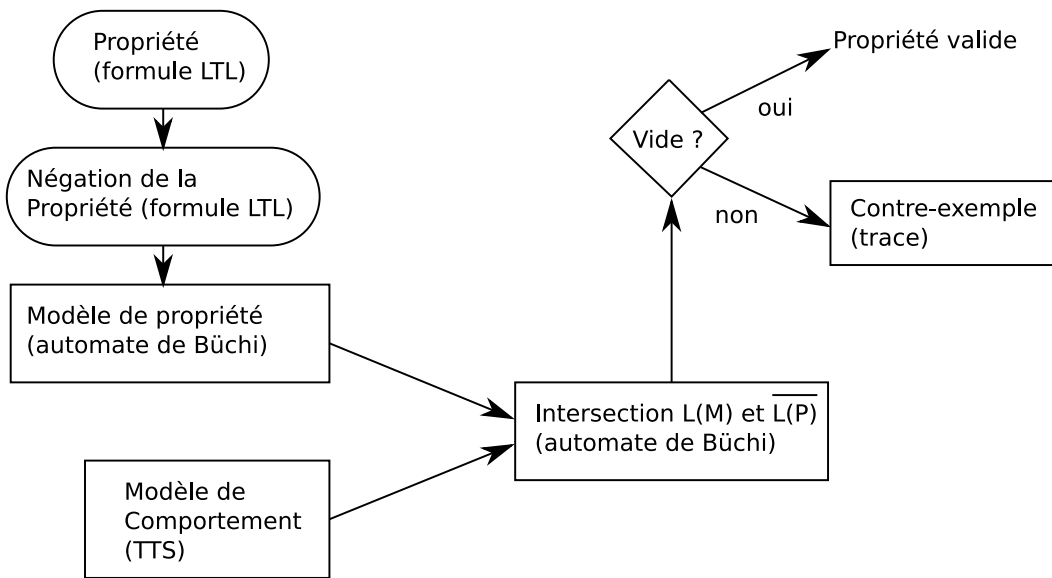 Propriété
(formule LTL)
Négation de la
Propriété (formule LTL)
Modèle de propriété
(automate de Büchi)
Modèle de
Comportement
(TTS)
Intersection L(M) et L(P)
(automate de Büchi)
Vide ?
oui
Propriété valide
non
Contre-exemple
(trace)